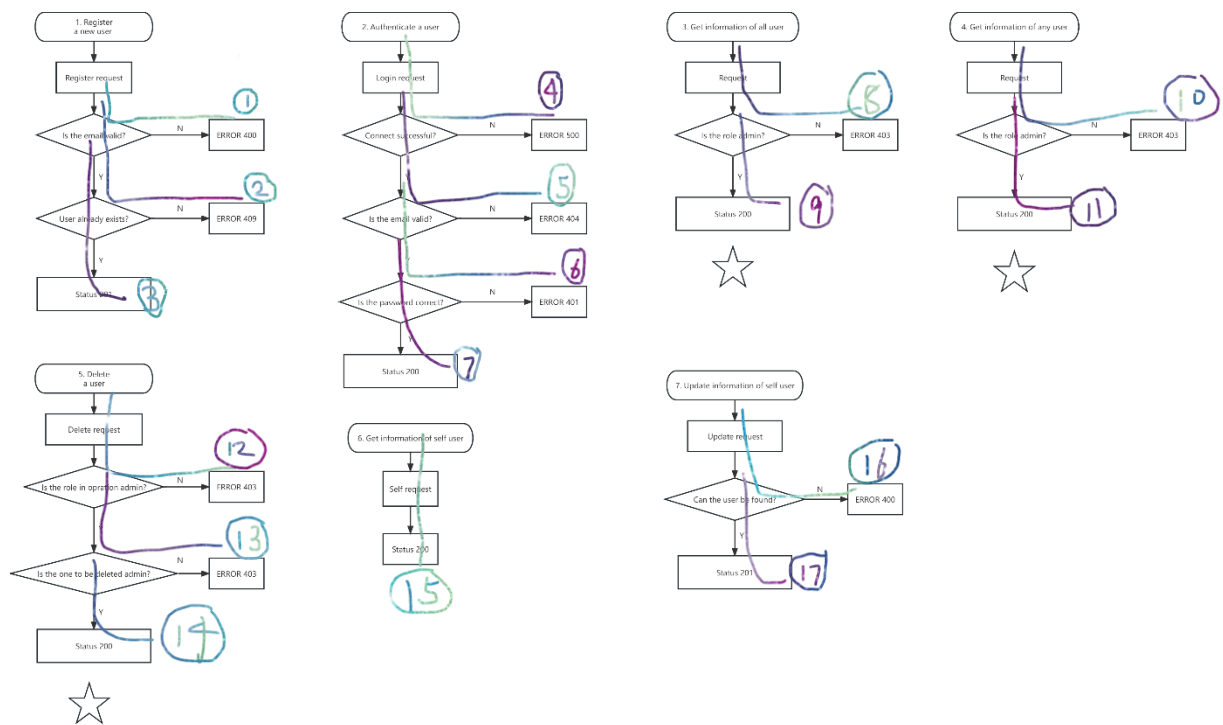 1. Register
a new user
Register request
1
Is the email valid?
N
ERROR 400
Y
2
User already exists?
N
ERROR 409
Y
Status 201
3
2. Authenticate a user
Login request
4
Connect successful?
N
ERROR 500
5
Is the email valid?
N
ERROR 404
6
Is the password correct?
N
ERROR 401
Y
Status 200
7
3. Get information of all user
Request
8
Is the role admin?
N
ERROR 403
Y
Status 200
9
4. Get information of any user
Request
10
Is the role admin?
N
ERROR 403
Y
Status 200
11
5. Delete
a user
Delete request
12
Is the role in opration admin?
N
ERROR 403
13
Is the one to be deleted admin?
N
ERROR 403
Y
Status 200
14
6. Get information of self user
Self request
Status 200
15
7. Update information of self user
Update request
16
Can the user be found?
N
ERROR 400
Y
Status 201
17